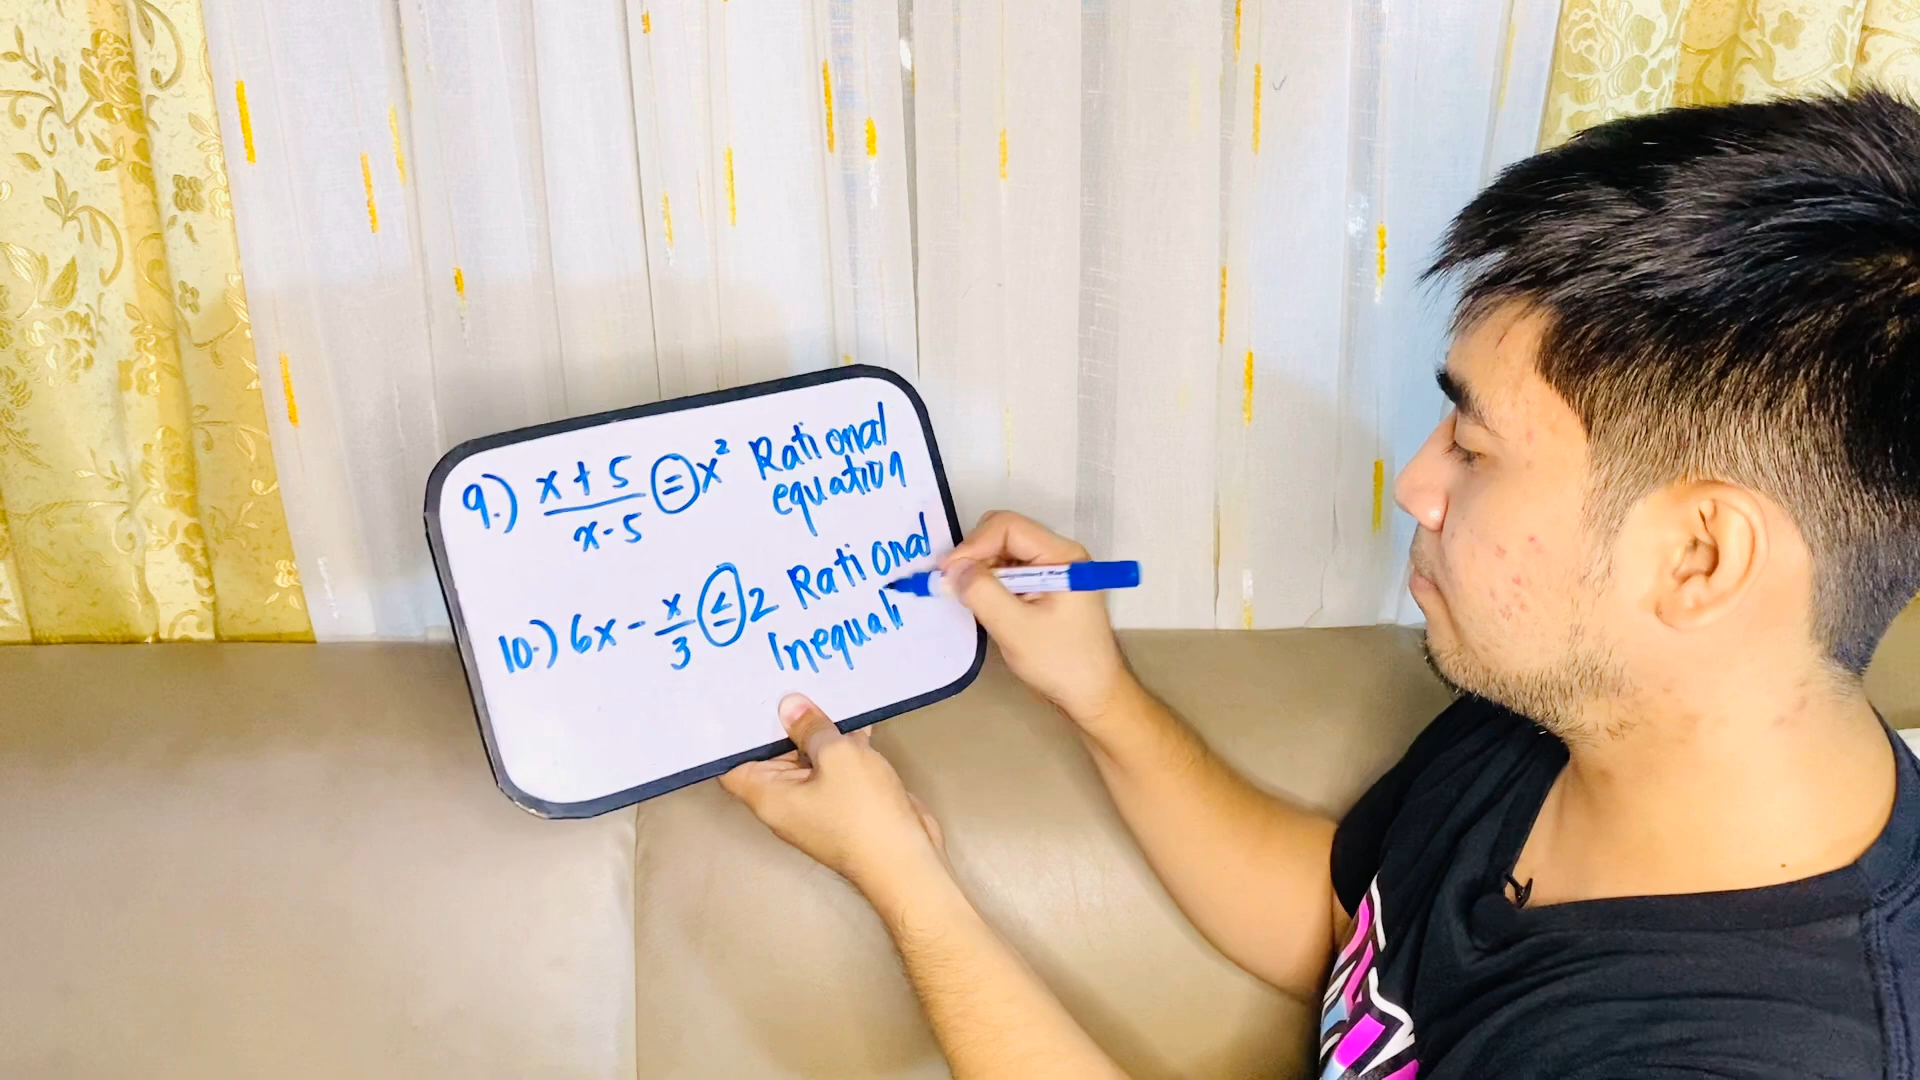 9.) x + 5 / x - 5 = x² Rational
equation
10.) 6x - x/3 ≤ 2 Rational
Inequali